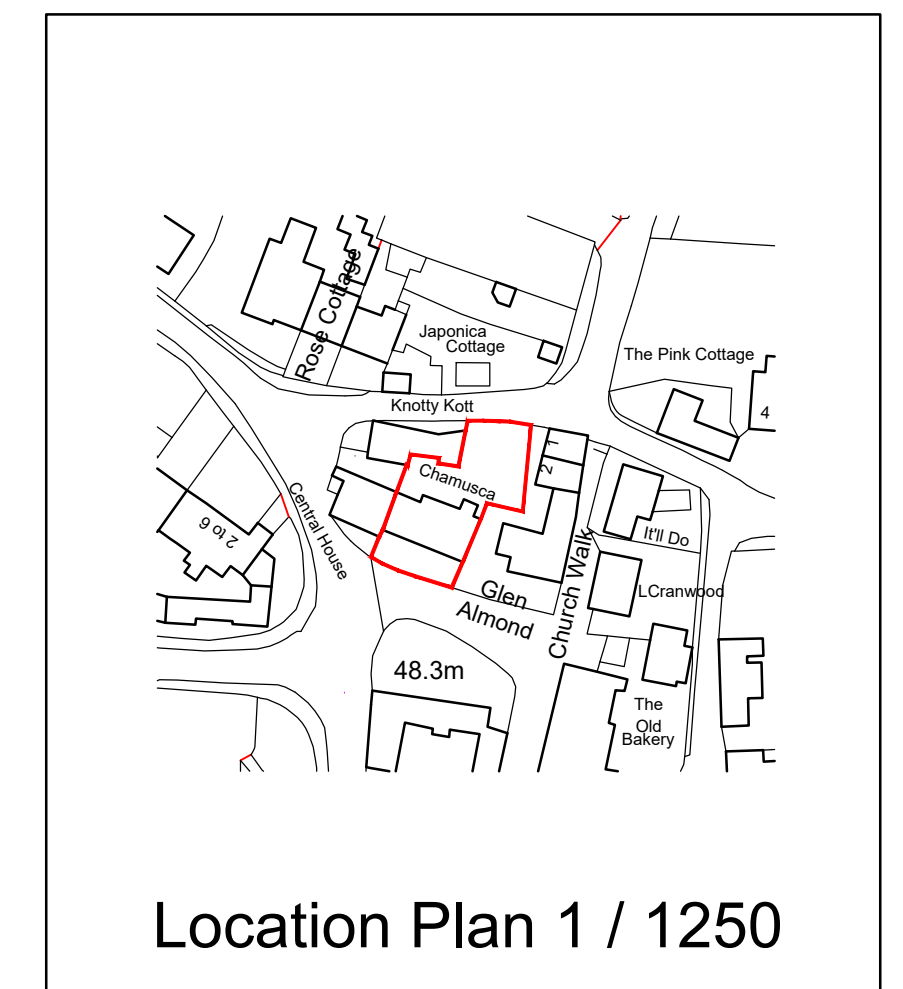 Rose Cottage
Japonica
Cottage
The Pink Cottage
4
Knotty Kott
Chamusca
1
2
Central House
2 to 6
It'll Do
Church Walk
LCranwood
Glen
Almond
48.3m
The
Old
Bakery
Location Plan 1 / 1250